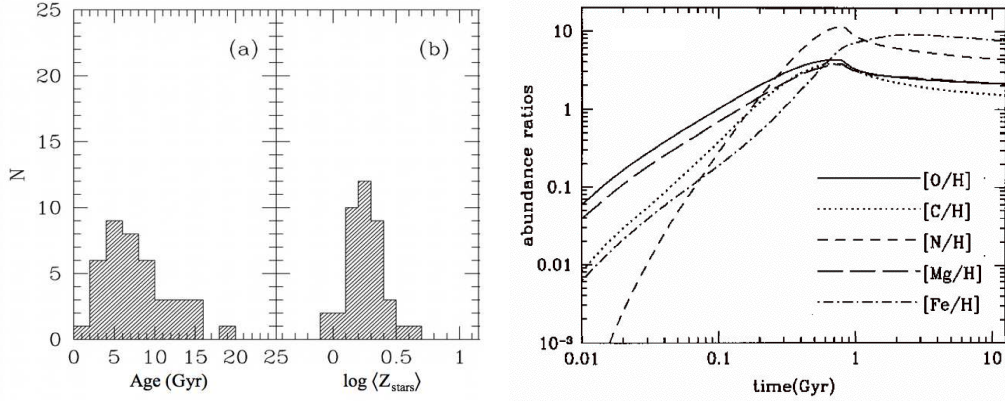 (a)
(b)
25
20
15
10
5
0
N
0
5
10
15
20
25
Age (Gyr)
0
0.5
1
log ⟨Z_stars⟩
10
1
0.1
0.01
10⁻³
abundance ratios
[O/H]
[C/H]
[N/H]
[Mg/H]
[Fe/H]
0.01
0.1
1
10
time(Gyr)